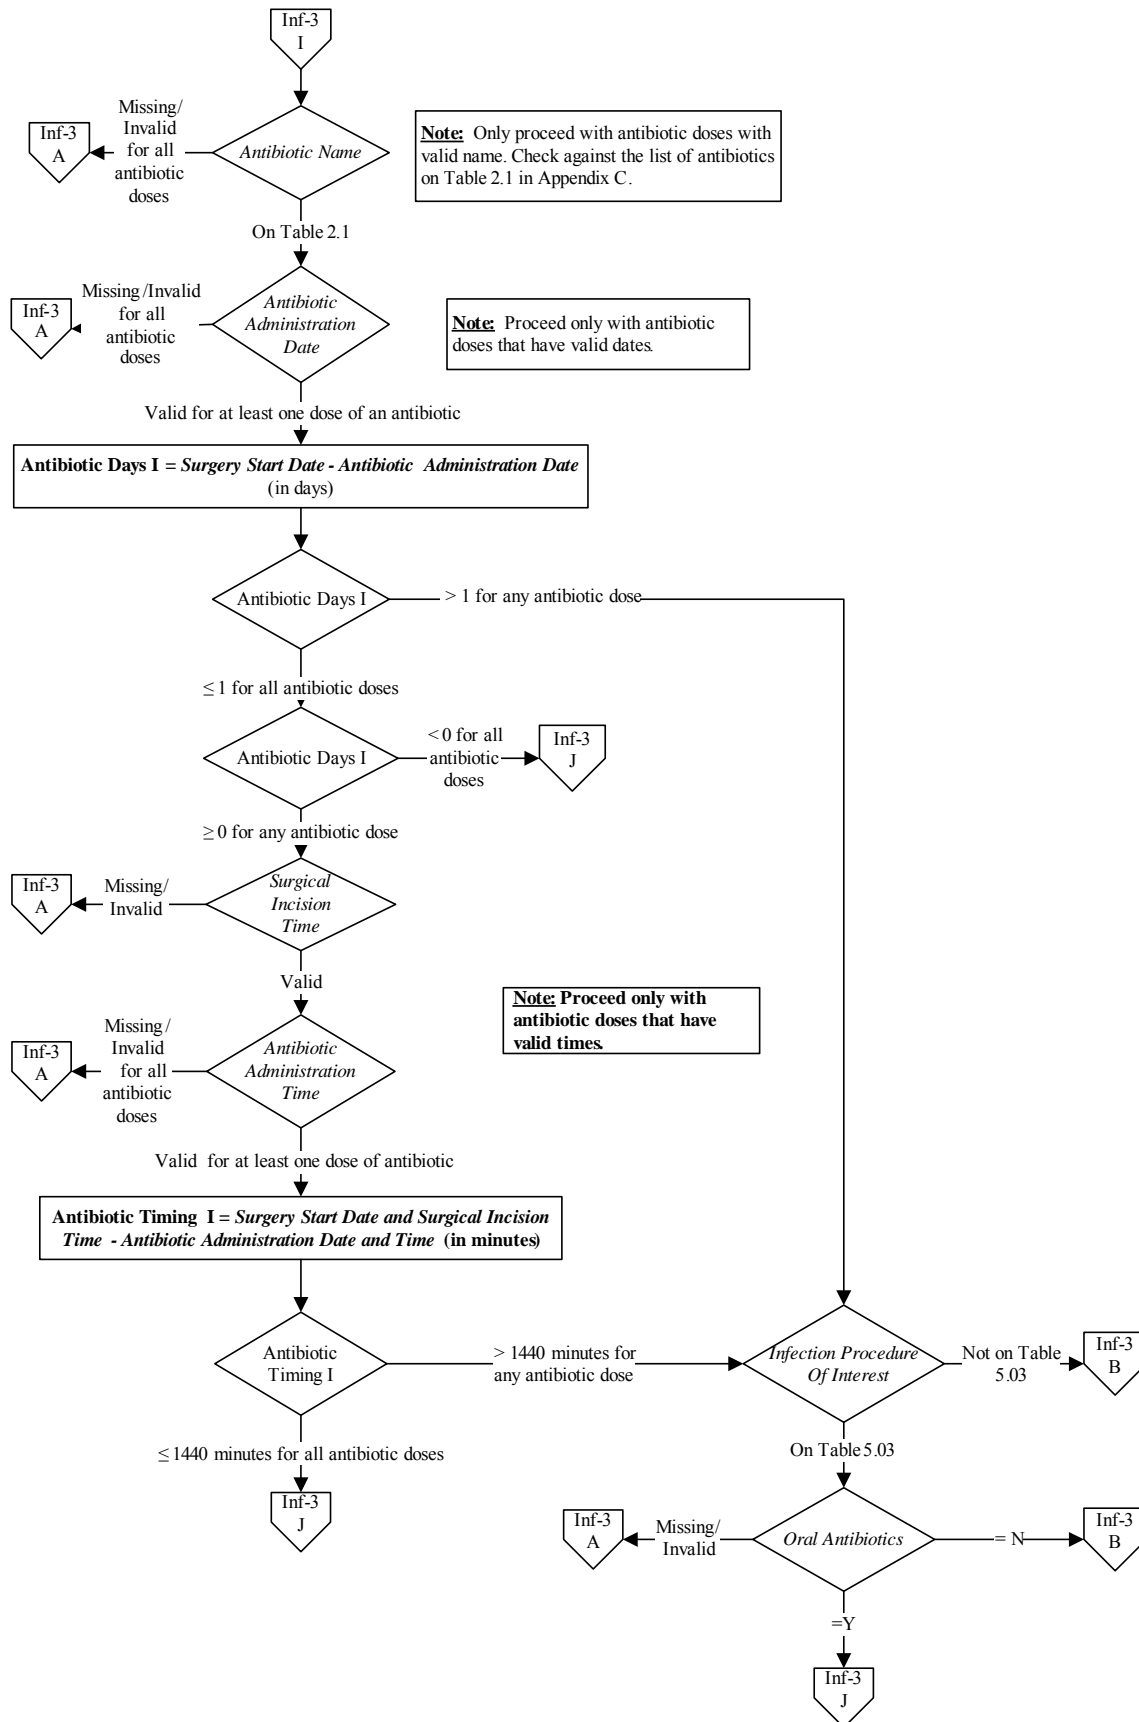 Inf-3
I
Missing/
Invalid
for all
antibiotic
doses
Inf-3
A
Antibiotic Name
Note: Only proceed with antibiotic doses with
valid name. Check against the list of antibiotics
on Table 2.1 in Appendix C.
On Table 2.1
Missing/Invalid
for all
antibiotic
doses
Inf-3
A
Antibiotic
Administration
Date
Note: Proceed only with antibiotic
doses that have valid dates.
Valid for at least one dose of an antibiotic
Antibiotic Days I = Surgery Start Date - Antibiotic Administration Date
(in days)
Antibiotic Days I
> 1 for any antibiotic dose
≤ 1 for all antibiotic doses
Antibiotic Days I
< 0 for all
antibiotic
doses
Inf-3
J
≥ 0 for any antibiotic dose
Inf-3
A
Missing/
Invalid
Surgical
Incision
Time
Valid
Note: Proceed only with
antibiotic doses that have
valid times.
Missing/
Invalid
for all
antibiotic
doses
Inf-3
A
Antibiotic
Administration
Time
Valid for at least one dose of antibiotic
Antibiotic Timing I = Surgery Start Date and Surgical Incision
Time - Antibiotic Administration Date and Time (in minutes)
Antibiotic
Timing I
> 1440 minutes for
any antibiotic dose
Infection Procedure
Of Interest
Not on Table
5.03
Inf-3
B
≤ 1440 minutes for all antibiotic doses
On Table 5.03
Inf-3
J
Inf-3
A
Missing/
Invalid
Oral Antibiotics
= N
Inf-3
B
=Y
Inf-3
J